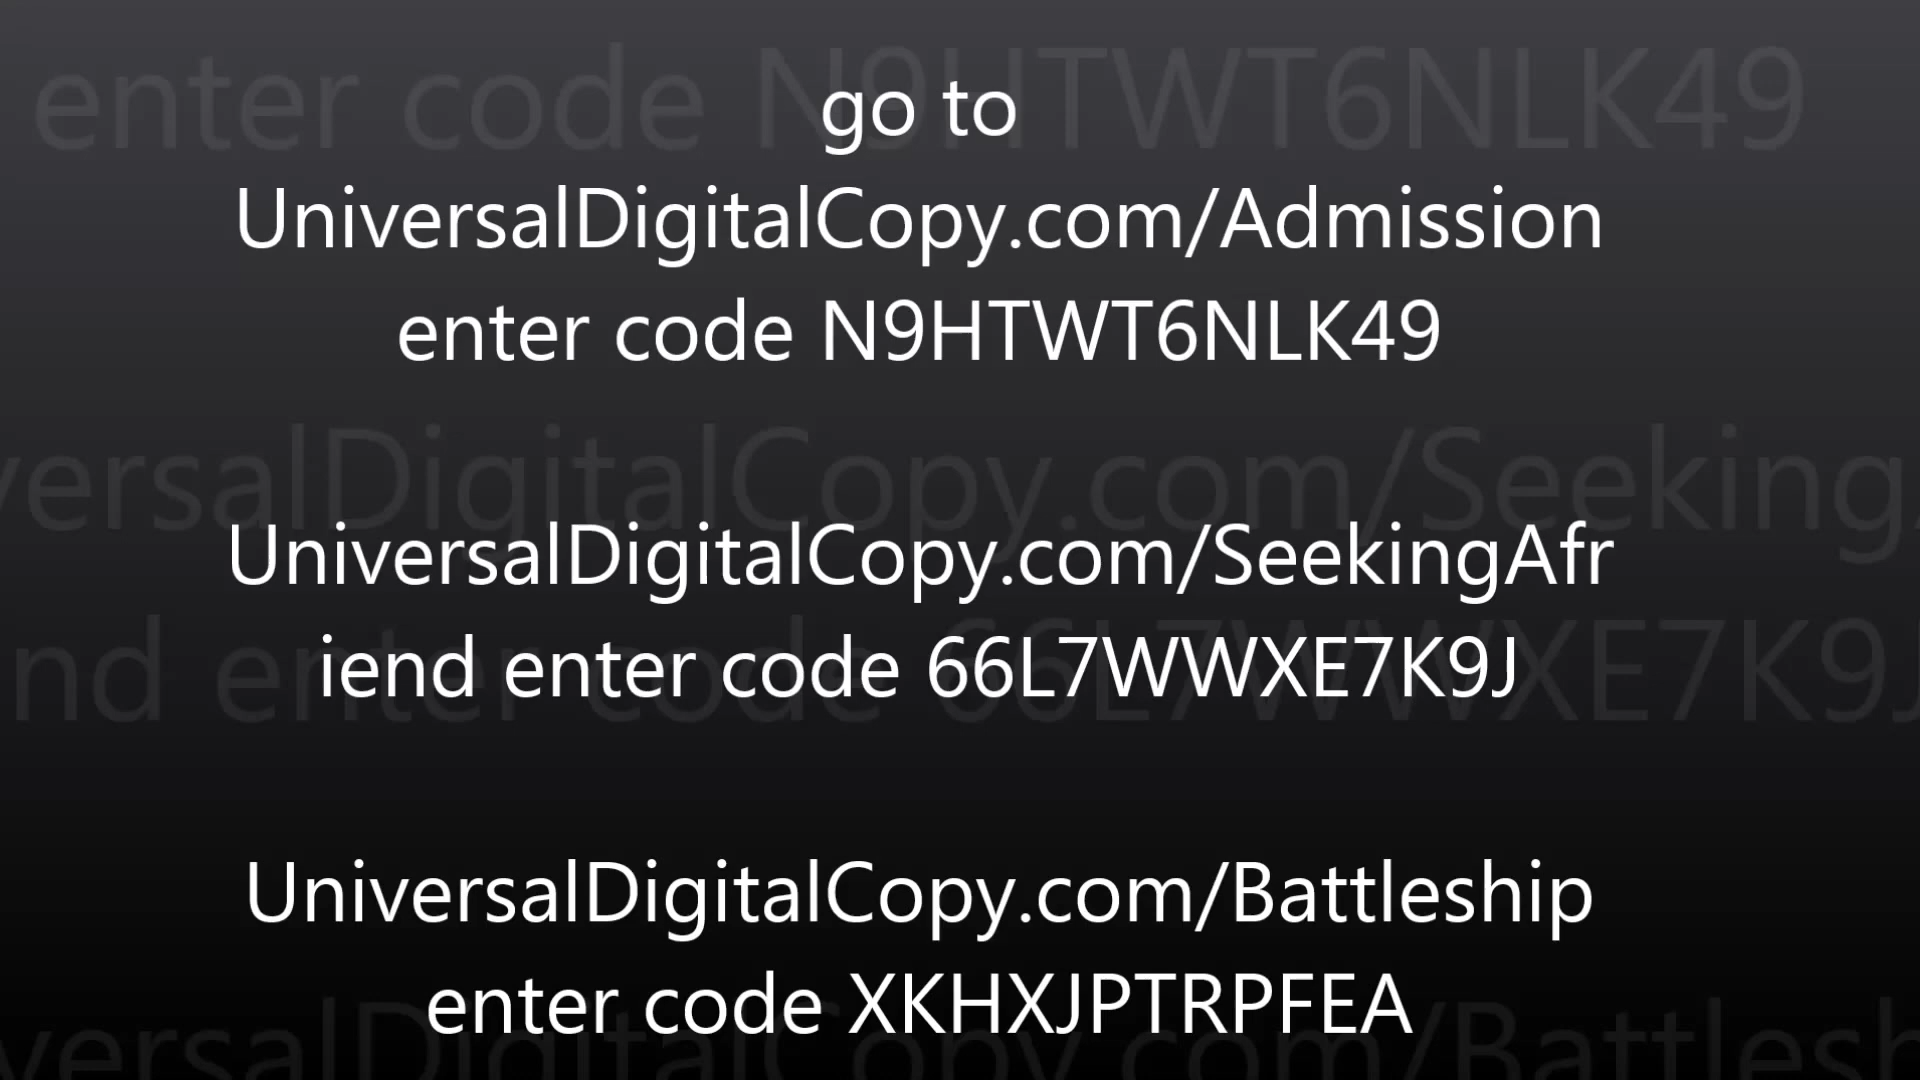 go to
UniversalDigitalCopy.com/Admission
enter code N9HTWT6NLK49
UniversalDigitalCopy.com/SeekingAfr
iend enter code 66L7WWXE7K9J
UniversalDigitalCopy.com/Battleship
enter code XKHXJPTRPFEA